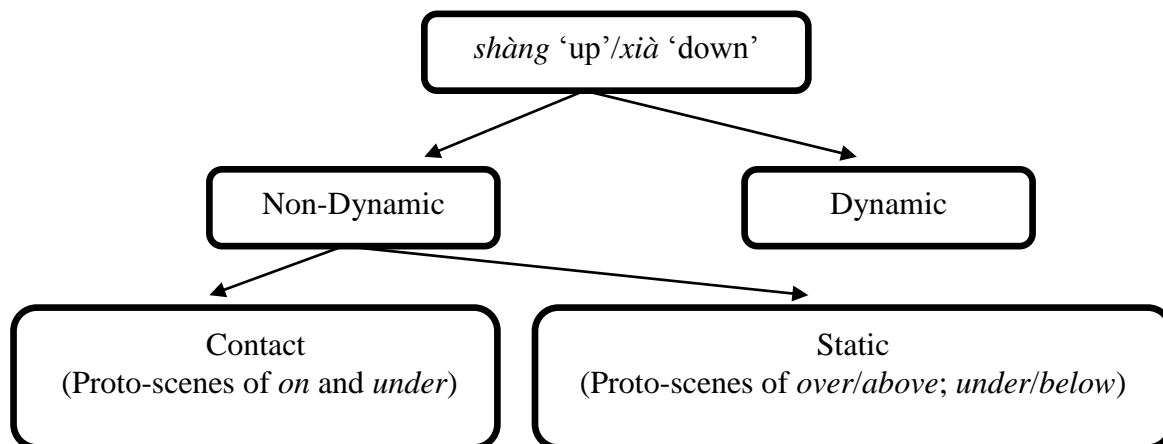 shàng ‘up’/xià ‘down’
Non-Dynamic
Dynamic
Contact
(Proto-scenes of on and under)
Static
(Proto-scenes of over/above; under/below)